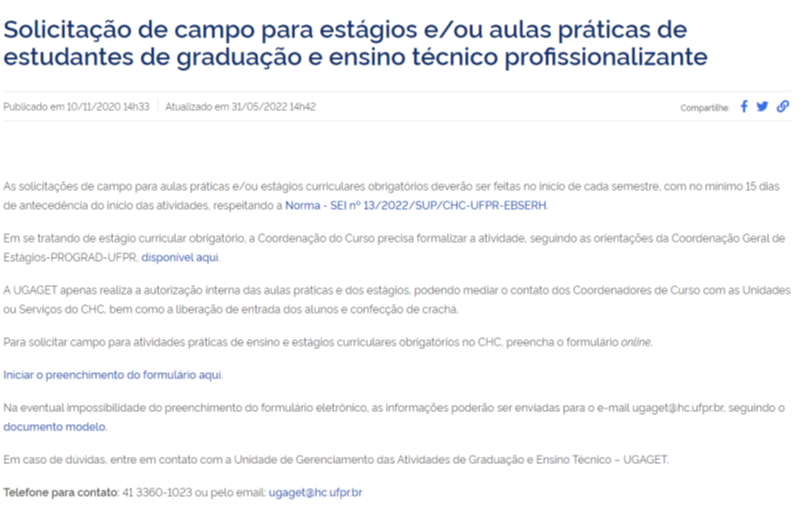 Solicitação de campo para estágios e/ou aulas práticas de
estudantes de graduação e ensino técnico profissionalizante
Publicado em 10/11/2020 14h33 Atualizado em 31/05/2022 14h42 Compartilhe:
As solicitações de campo para aulas práticas e/ou estágios curriculares obrigatórios deverão ser feitas no início de cada semestre, com no mínimo 15 dias
de antecedência do início das atividades, respeitando a Norma - SEI nº 13/2022/SUP/CHC-UFPR-EBSERH.
Em se tratando de estágio curricular obrigatório, a Coordenação do Curso precisa formalizar a atividade, seguindo as orientações da Coordenação Geral de
Estágios-PROGRAD-UFPR, disponível aqui.
A UGAGET apenas realiza a autorização interna das aulas práticas e dos estágios, podendo mediar o contato dos Coordenadores de Curso com as Unidades
ou Serviços do CHC, bem como a liberação de entrada dos alunos e confecção de crachá.
Para solicitar campo para atividades práticas de ensino e estágios curriculares obrigatórios no CHC, preencha o formulário online.
Iniciar o preenchimento do formulário aqui.
Na eventual impossibilidade do preenchimento do formulário eletrônico, as informações poderão ser enviadas para o e-mail ugaget@hc.ufpr.br, seguindo o
documento modelo.
Em caso de dúvidas, entre em contato com a Unidade de Gerenciamento das Atividades de Graduação e Ensino Técnico – UGAGET.
Telefone para contato: 41 3360-1023 ou pelo email: ugaget@hc.ufpr.br